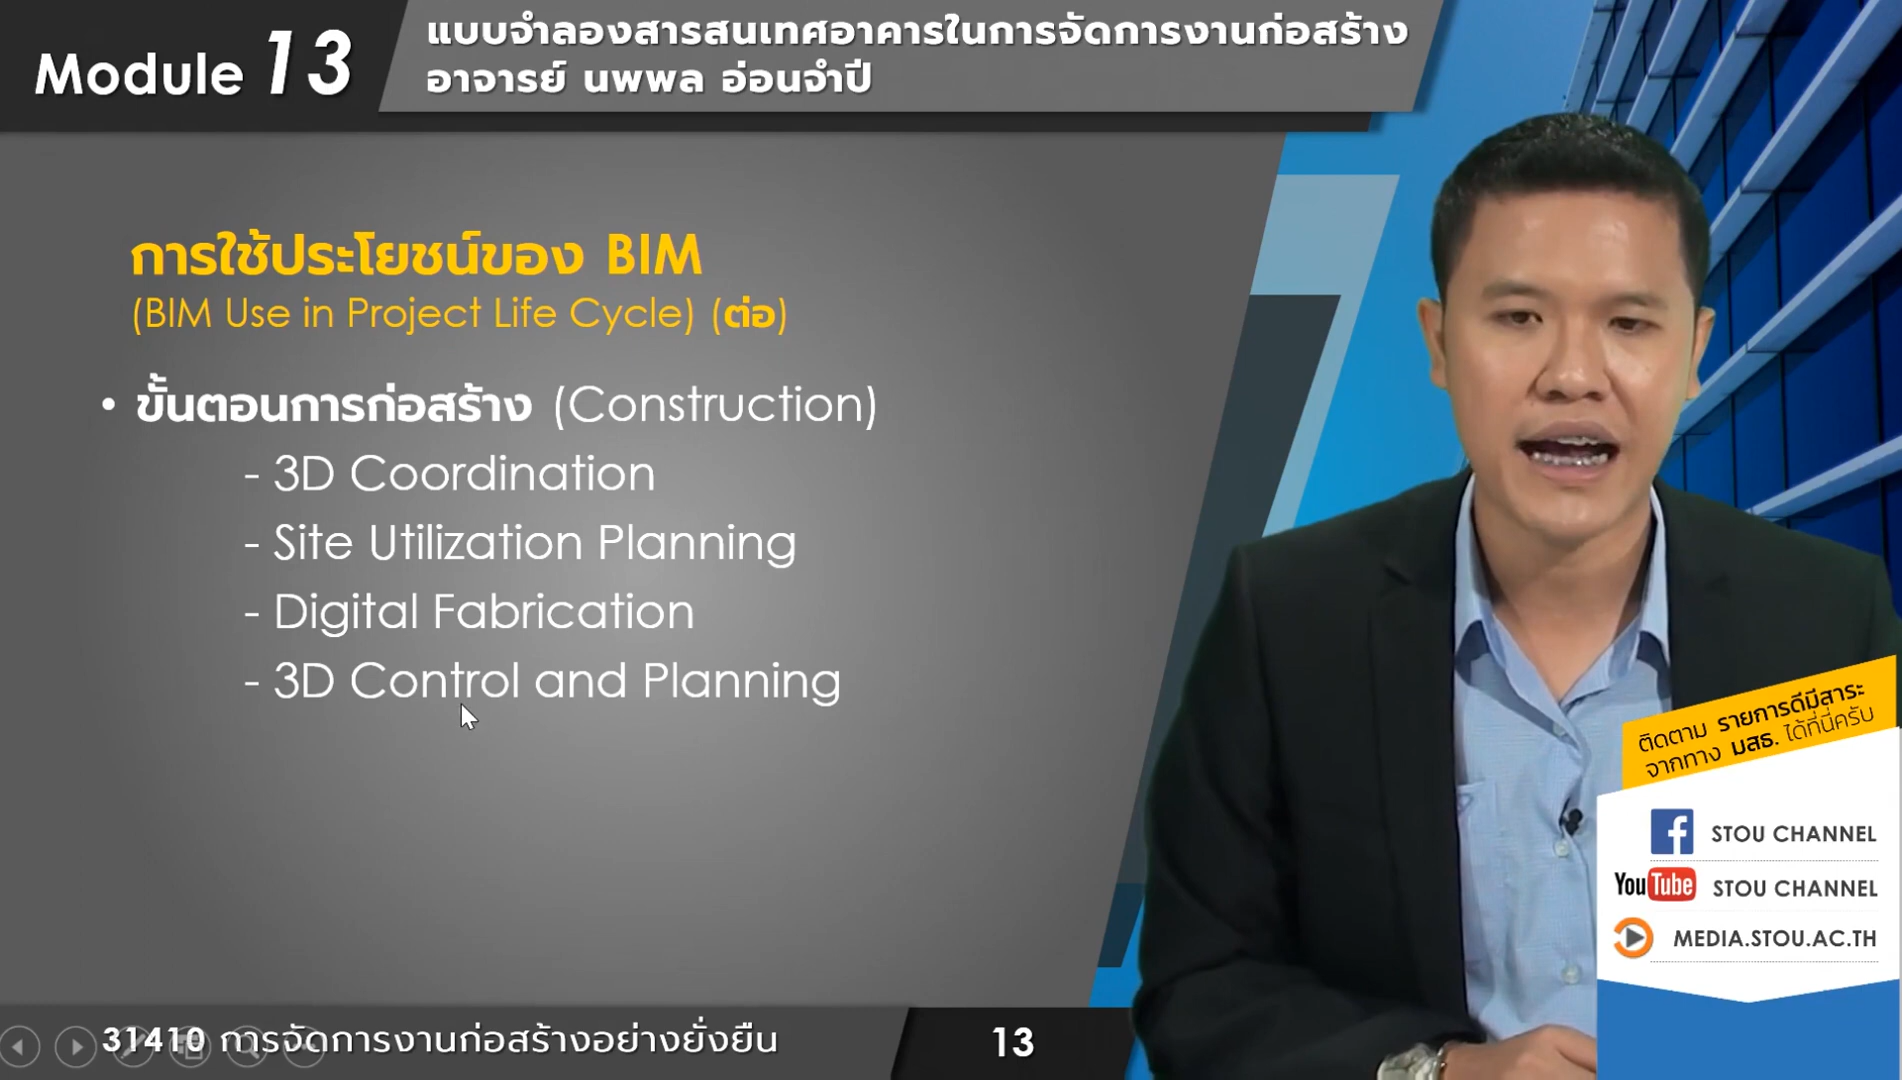 Module 13
แบบจำลองสารสนเทศอาคารในการจัดการงานก่อสร้าง
อาจารย์ นพพล อ่อนจำปี
การใช้ประโยชน์ของ BIM
(BIM Use in Project Life Cycle) (ต่อ)
• ขั้นตอนการก่อสร้าง (Construction)
- 3D Coordination
- Site Utilization Planning
- Digital Fabrication
- 3D Control and Planning
ติดตาม รายการดีมีสาระ
จากทาง มสธ. ได้ที่นี่ครับ
STOU CHANNEL
YouTube STOU CHANNEL
MEDIA.STOU.AC.TH
31410 การจัดการงานก่อสร้างอย่างยั่งยืน
13